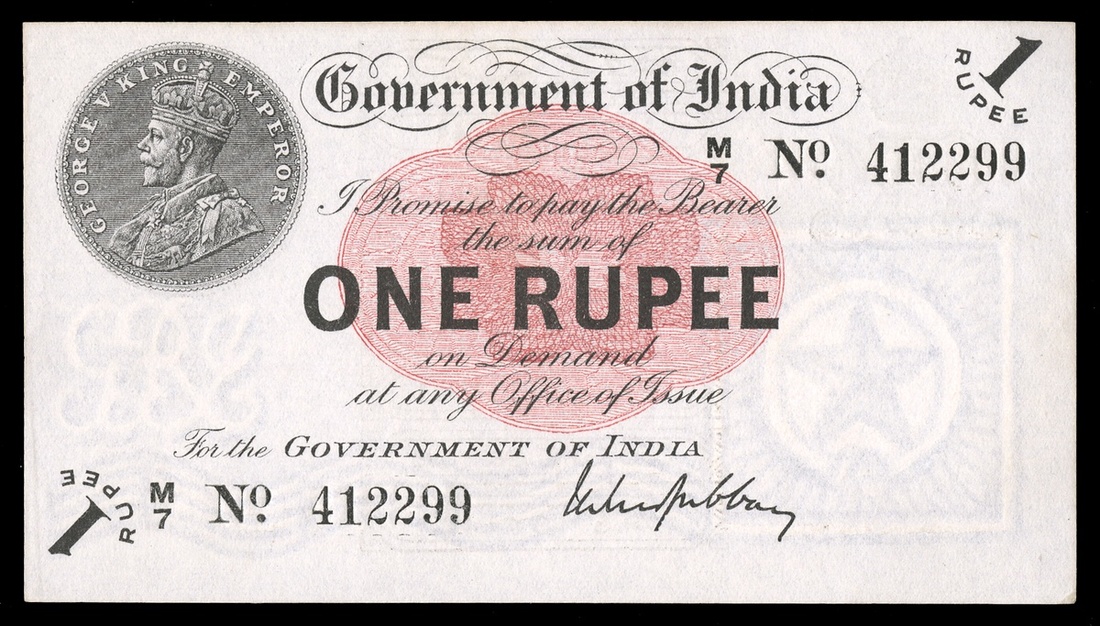 GEORGE V KING EMPEROR
Government of India
1
RUPEE
M/7 No. 412299
I Promise to pay the Bearer
the sum of
ONE RUPEE
on Demand
at any Office of Issue
For the GOVERNMENT OF INDIA
1
RUPEE
M/7 No. 412299